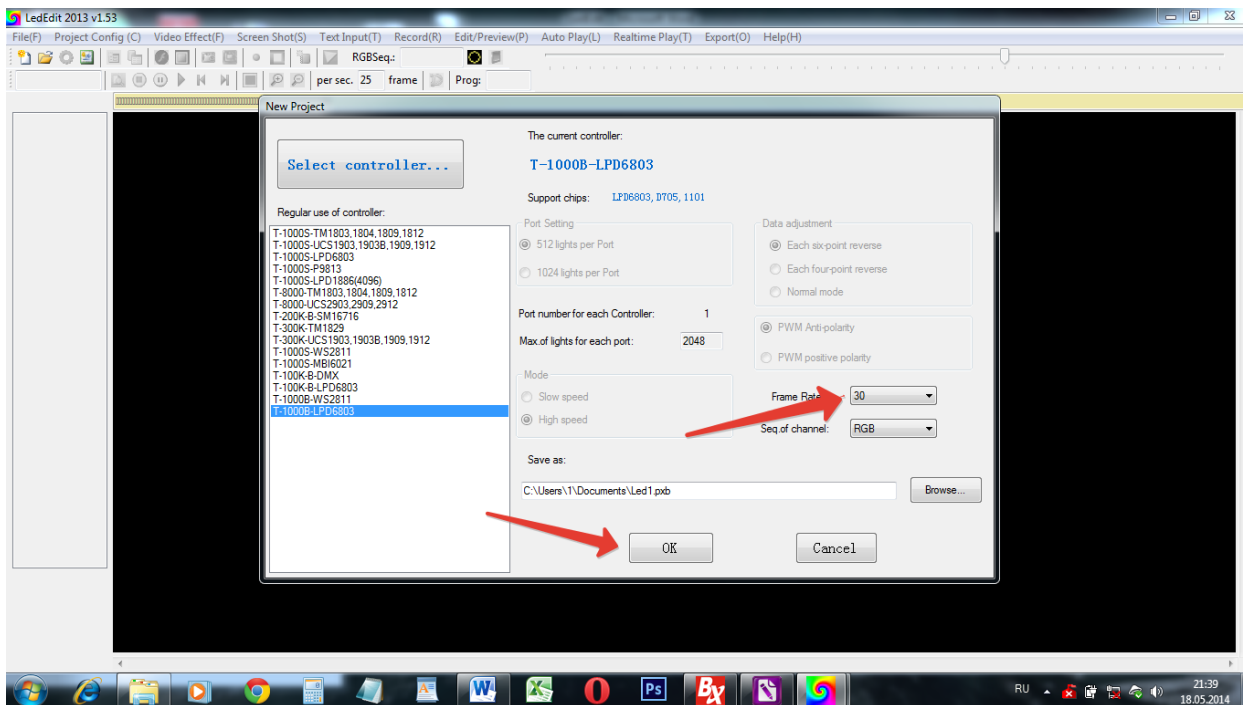 LedEdit 2013 v1.53
File(F) Project Config (C) Video Effect(F) Screen Shot(S) Text Input(T) Record(R) Edit/Preview(P) Auto Play(L) Realtime Play(T) Export(O) Help(H)
RGBSeq.:
per sec. 25 frame Prog:
New Project
Select controller...
Regular use of controller:
T-1000S-TM1803,1804,1809,1812
T-1000S-UCS1903,1903B,1909,1912
T-1000S-LPD6803
T-1000S-P9813
T-1000S-LPD1886(4096)
T-8000-TM1803,1804,1809,1812
T-8000-UCS2903,2909,2912
T-200K-B-SM16716
T-300K-TM1829
T-300K-UCS1903,1903B,1909,1912
T-1000S-WS2811
T-1000S-MBI6021
T-100K-B-DMX
T-100K-B-LPD6803
T-1000B-WS2811
T-1000B-LPD6803
The current controller:
T-1000B-LPD6803
Support chips: LPD6803, D705, 1101
Port Setting
512 lights per Port
1024 lights per Port
Port number for each Controller: 1
Max.of lights for each port: 2048
Mode
Slow speed
High speed
Data adjustment
Each six-point reverse
Each four-point reverse
Normal mode
PWM Anti-polarity
PWM positive polarity
Frame 30
Seq.of channel: RGB
Save as:
C:\Users\1\Documents\Led1.pxb
Browse...
OK
Cancel
W Ps Bχ
RU
21:39
18.05.2014